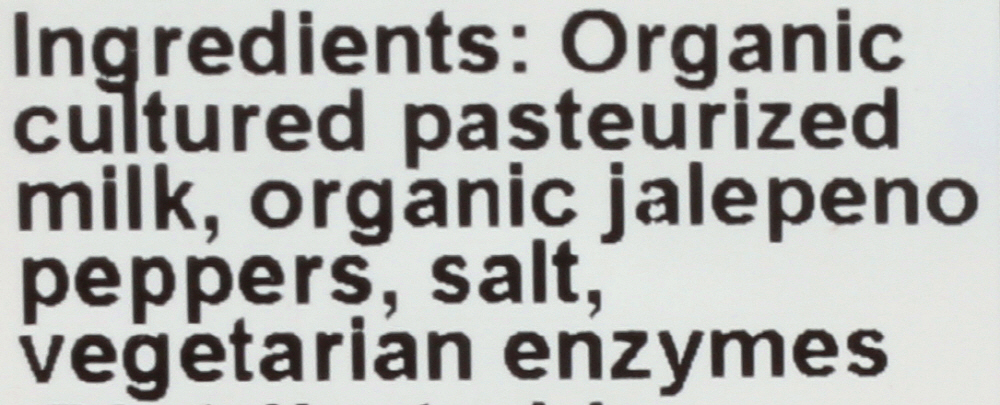 Ingredients: Organic
cultured pasteurized
milk, organic jalepeno
peppers, salt,
vegetarian enzymes